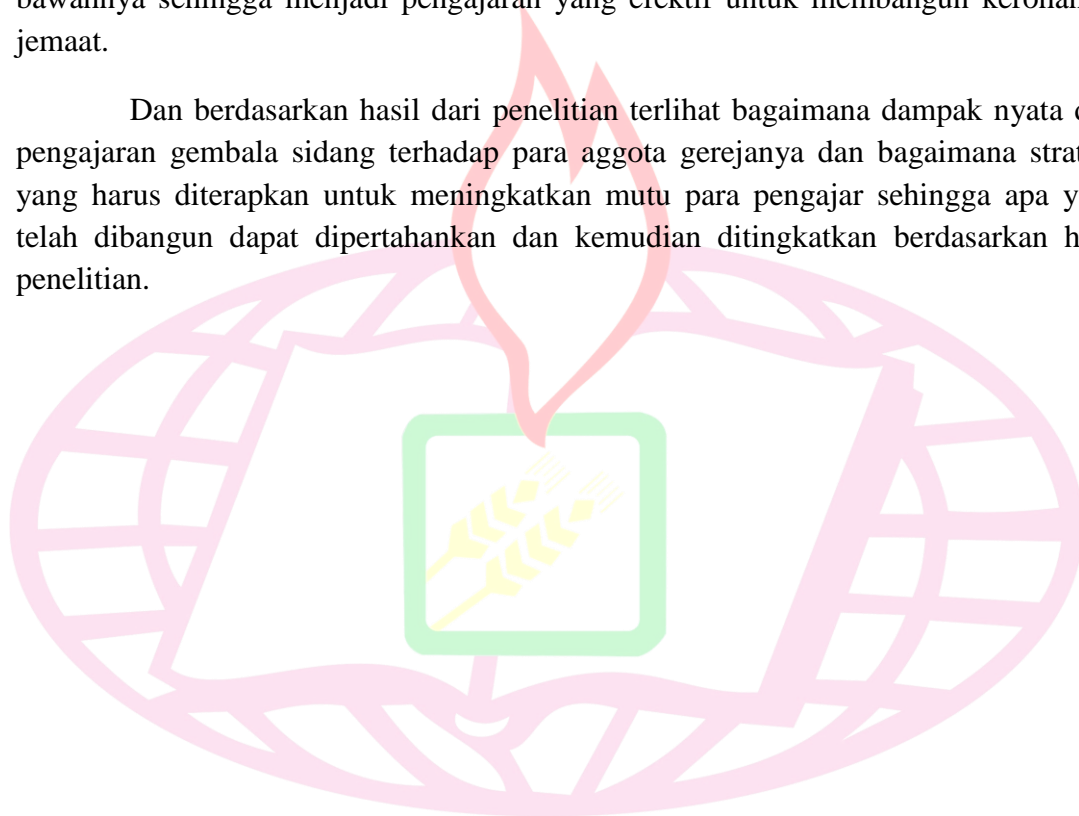 sehingga menjadi pengajaran yang efektif untuk membangun
jemaat.
Dan berdasarkan hasil dari penelitian terlihat bagaimana dampak nyata
pengajaran gembala sidang terhadap para aggota gerejanya dan bagaimana
yang harus diterapkan untuk meningkatkan mutu para pengajar sehingga apa
telah dibangun dapat dipertahankan dan kemudian ditingkatkan berdasarkan
penelitian.